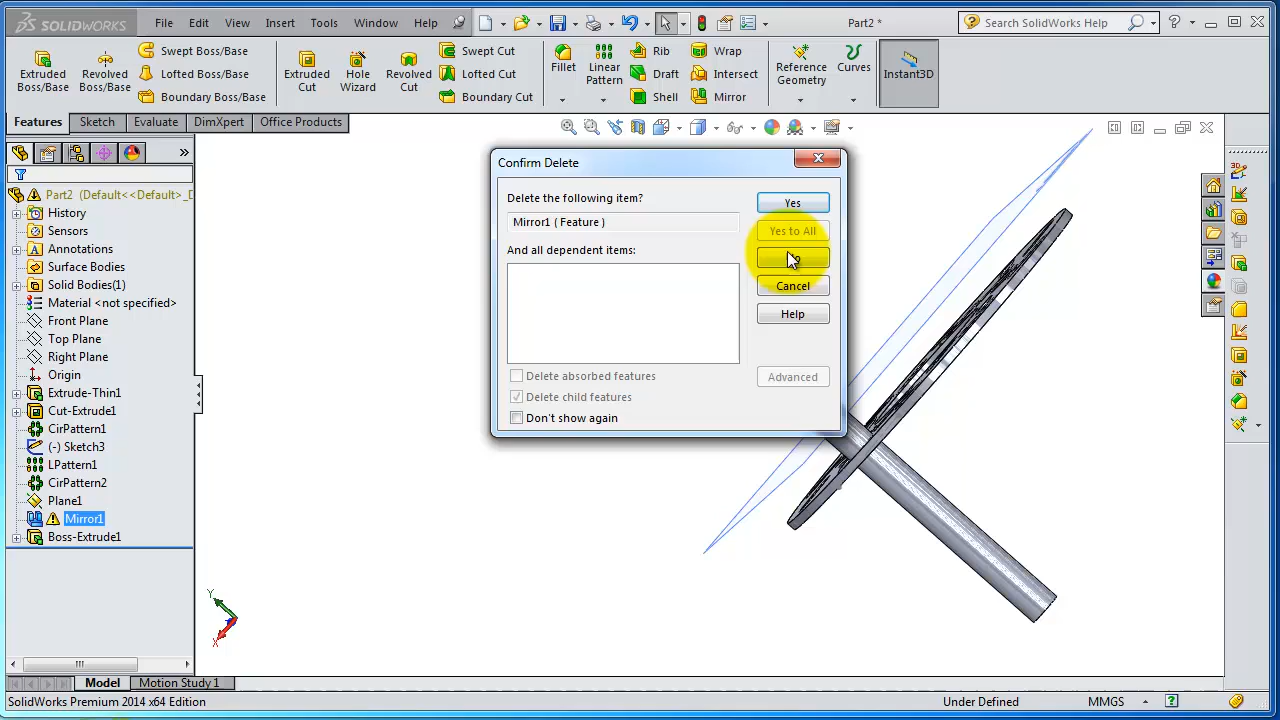 SOLIDWORKS File Edit View Insert Tools Window Help Part2 * Search SolidWorks Help
Extruded Boss/Base
Revolved Boss/Base
Swept Boss/Base
Lofted Boss/Base
Boundary Boss/Base
Extruded Cut
Hole Wizard
Revolved Cut
Swept Cut
Lofted Cut
Boundary Cut
Fillet
Linear Pattern
Rib
Draft
Shell
Wrap
Intersect
Mirror
Reference Geometry
Curves
Instant3D
Features Sketch Evaluate DimXpert Office Products
Part2 (Default<<Default>_D
History
Sensors
Annotations
Surface Bodies
Solid Bodies(1)
Material <not specified>
Front Plane
Top Plane
Right Plane
Origin
Extrude-Thin1
Cut-Extrude1
CirPattern1
(-) Sketch3
LPattern1
CirPattern2
Plane1
Mirror1
Boss-Extrude1
Confirm Delete
Delete the following item?
Mirror1 ( Feature )
And all dependent items:
Yes
Yes to All
Cancel
Help
Advanced
Delete absorbed features
Delete child features
Don't show again
Y
X
Model Motion Study 1
SolidWorks Premium 2014 x64 Edition Under Defined MMGS